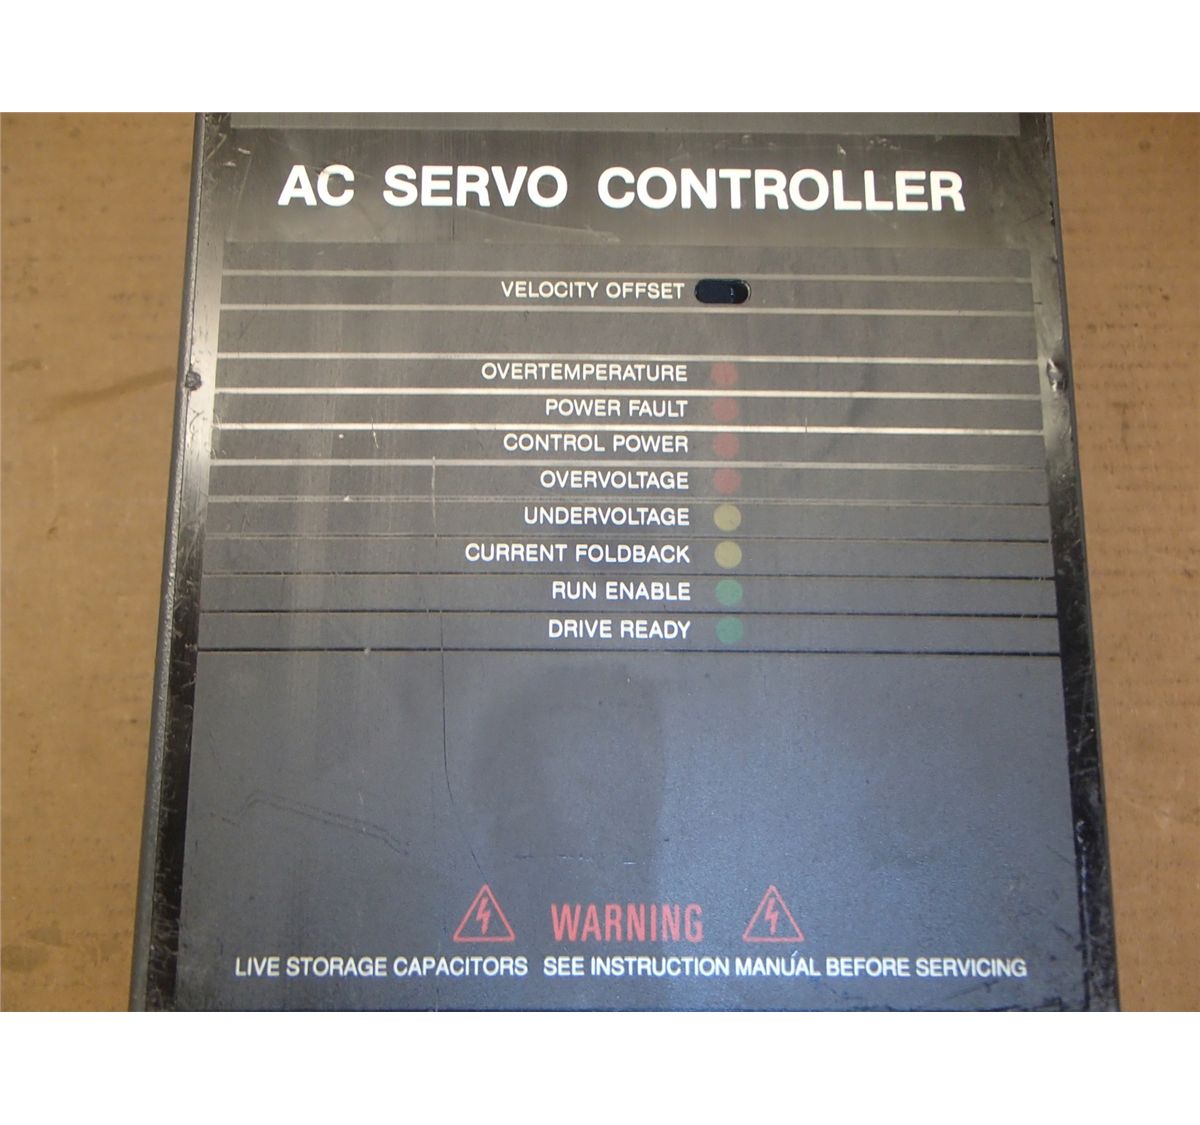 AC SERVO CONTROLLER
VELOCITY OFFSET
OVERTEMPERATURE
POWER FAULT
CONTROL POWER
OVERVOLTAGE
UNDERVOLTAGE
CURRENT FOLDBACK
RUN ENABLE
DRIVE READY
WARNING
LIVE STORAGE CAPACITORS SEE INSTRUCTION MANUAL BEFORE SERVICING